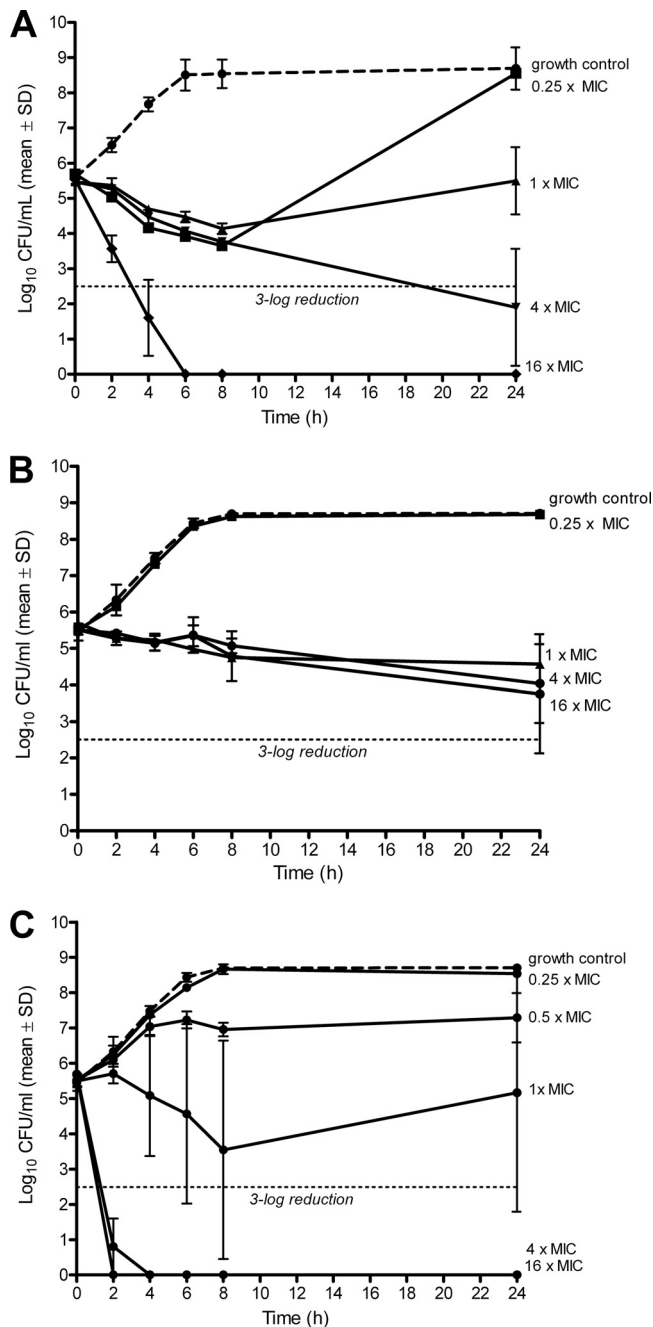 A
Log10 CFU/mL (mean ± SD)
10
9
8
7
6
5
4
3
2
1
0
growth control
0.25 x MIC
1 x MIC
3-log reduction
4 x MIC
16 x MIC
0 2 4 6 8 10 12 14 16 18 20 22 24
Time (h)
B
Log10 CFU/ml (mean ± SD)
10
9
8
7
6
5
4
3
2
1
0
growth control
0.25 x MIC
1 x MIC
4 x MIC
16 x MIC
3-log reduction
0 2 4 6 8 10 12 14 16 18 20 22 24
Time (h)
C
Log10 CFU/ml (mean ± SD)
10
9
8
7
6
5
4
3
2
1
0
growth control
0.25 x MIC
0.5 x MIC
1x MIC
3-log reduction
4 x MIC
16 x MIC
0 2 4 6 8 10 12 14 16 18 20 22 24
Time (h)